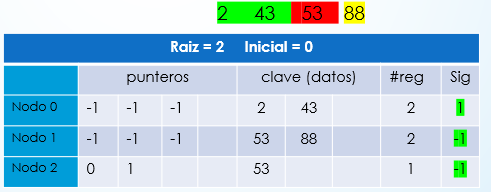 2 43 53 88
Raiz = 2 Inicial = 0
punteros clave (datos) #reg Sig
Nodo 0 -1 -1 -1 2 43 2 1
Nodo 1 -1 -1 -1 53 88 2 -1
Nodo 2 0 1 53 1 -1